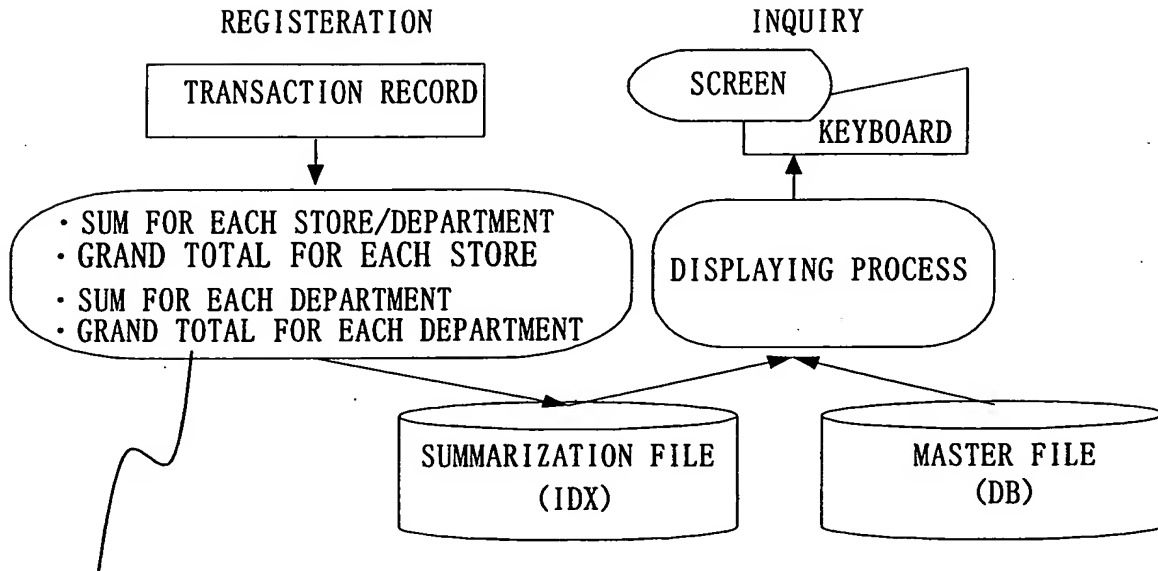 REGISTERATION
INQUIRY
TRANSACTION RECORD
SCREEN
KEYBOARD
・SUM FOR EACH STORE/DEPARTMENT
・GRAND TOTAL FOR EACH STORE
・SUM FOR EACH DEPARTMENT
・GRAND TOTAL FOR EACH DEPARTMENT
DISPLAYING PROCESS
SUMMARIZATION FILE
(IDX)
MASTER FILE
(DB)